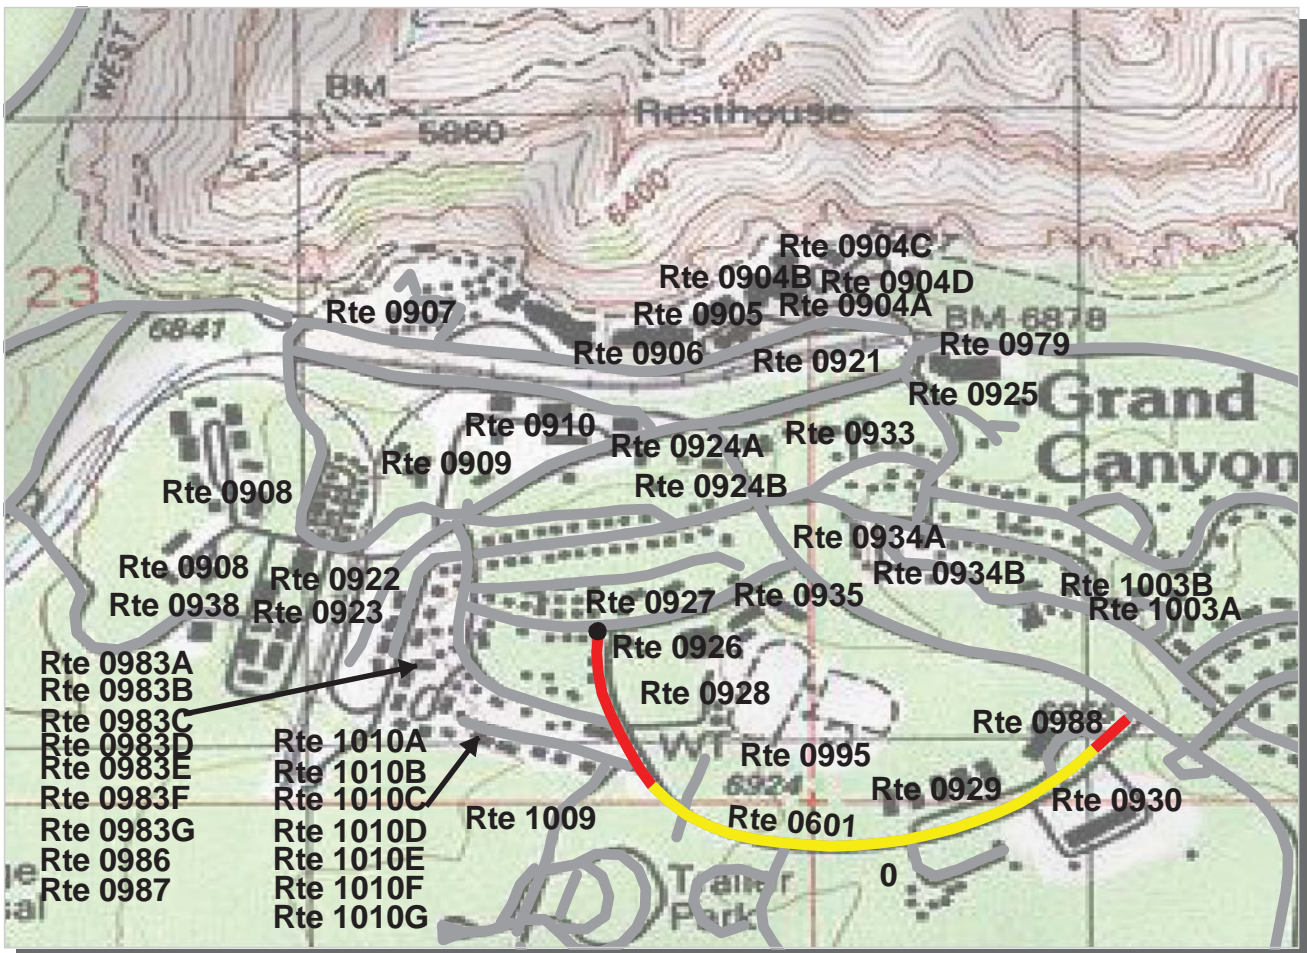 WEST
BM
5860
5800
Resthouse
6400
23
6841
Rte 0904C
Rte 0904B
Rte 0904D
Rte 0904A
Rte 0907
Rte 0905
BM 6878
Rte 0906
Rte 0921
Rte 0979
Rte 0925
Grand
Canyon
Rte 0910
Rte 0924A
Rte 0933
Rte 0909
Rte 0908
Rte 0924B
Rte 0934A
Rte 0908
Rte 0922
Rte 0934B
Rte 1003B
Rte 0938
Rte 0923
Rte 0927
Rte 0935
Rte 1003A
Rte 0926
Rte 0983A
Rte 0983B
Rte 0983C
Rte 0983D
Rte 0983E
Rte 0983F
Rte 0983G
Rte 0986
Rte 0987
Rte 0928
Rte 0988
Rte 1010A
Rte 1010B
Rte 1010C
Rte 1010D
Rte 1010E
Rte 1010F
Rte 1010G
WT
Rte 0995
6924
Rte 0929
Rte 0930
Rte 1009
Rte 0601
0
Trailer
Park